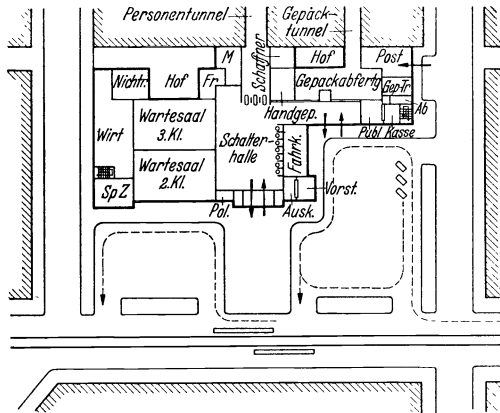 Personentunnel
Gepäck-
tunnel
M
Schaffner
Hof
Post
Nichtr.
Hof
Fr.
Gepäckabfertg
Gep-Tr
Ab
Wartesaal
3. Kl.
Handgep.
Publ.
Kasse
Wirt
Schalter-
halle
Fahrk.
Wartesaal
2. Kl.
Sp Z
Vorst.
Pol.
Ausk.